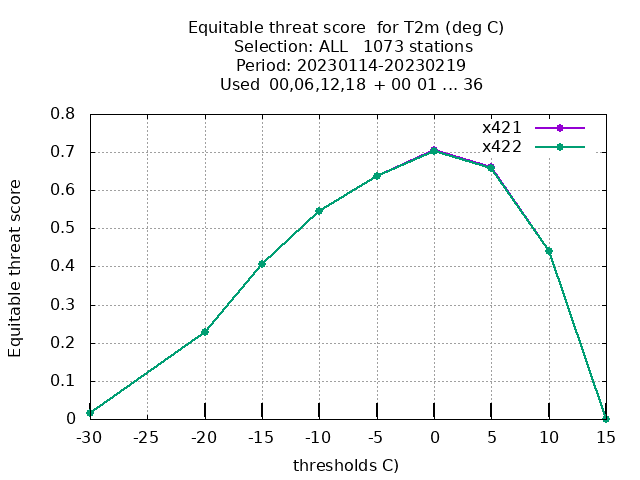 Equitable threat score  for T2m (deg C)
Selection: ALL   1073 stations
Period: 20230114-20230219
Used  00,06,12,18  + 00 01 ... 36
x421
x422
Equitable threat score
0.8
0.7
0.6
0.5
0.4
0.3
0.2
0.1
0
-30 -25 -20 -15 -10 -5 0 5 10 15
thresholds C)